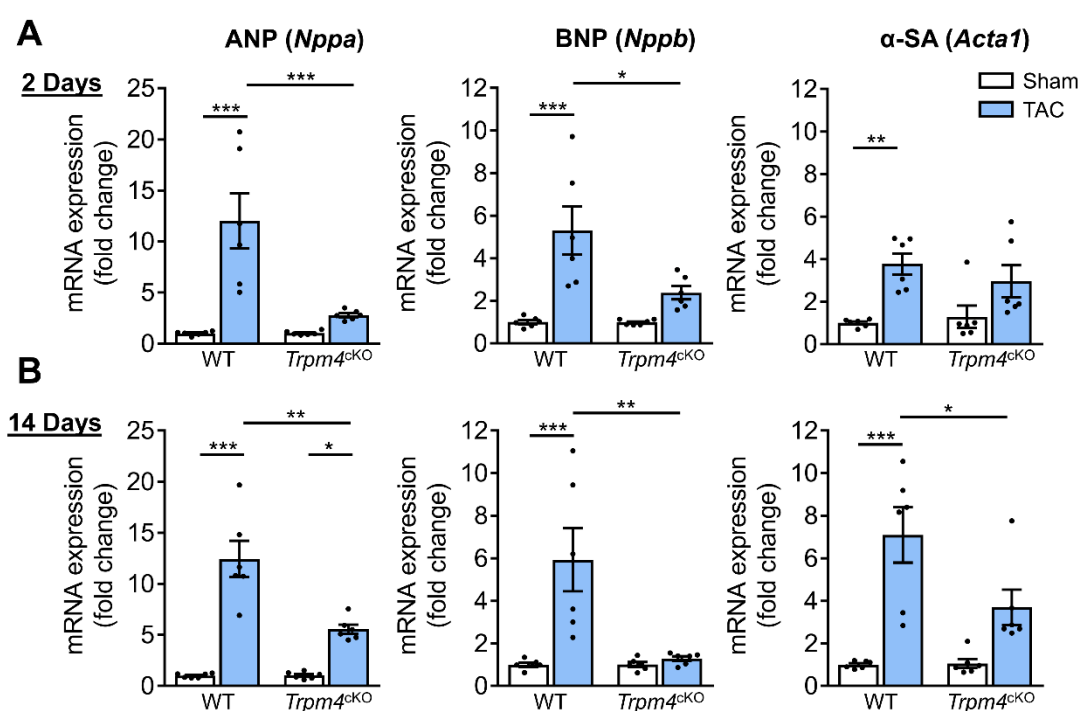 A
ANP (Nppa)
BNP (Nppb)
α-SA (Acta1)
2 Days
Sham
TAC
mRNA expression
(fold change)
25
20
15
10
5
0
***
***
WT
Trpm4cKO
mRNA expression
(fold change)
12
10
8
6
4
2
0
***
*
WT
Trpm4cKO
mRNA expression
(fold change)
12
10
8
6
4
2
0
**
WT
Trpm4cKO
B
14 Days
mRNA expression
(fold change)
25
20
15
10
5
0
***
**
*
WT
Trpm4cKO
mRNA expression
(fold change)
12
10
8
6
4
2
0
***
**
WT
Trpm4cKO
mRNA expression
(fold change)
12
10
8
6
4
2
0
***
*
WT
Trpm4cKO